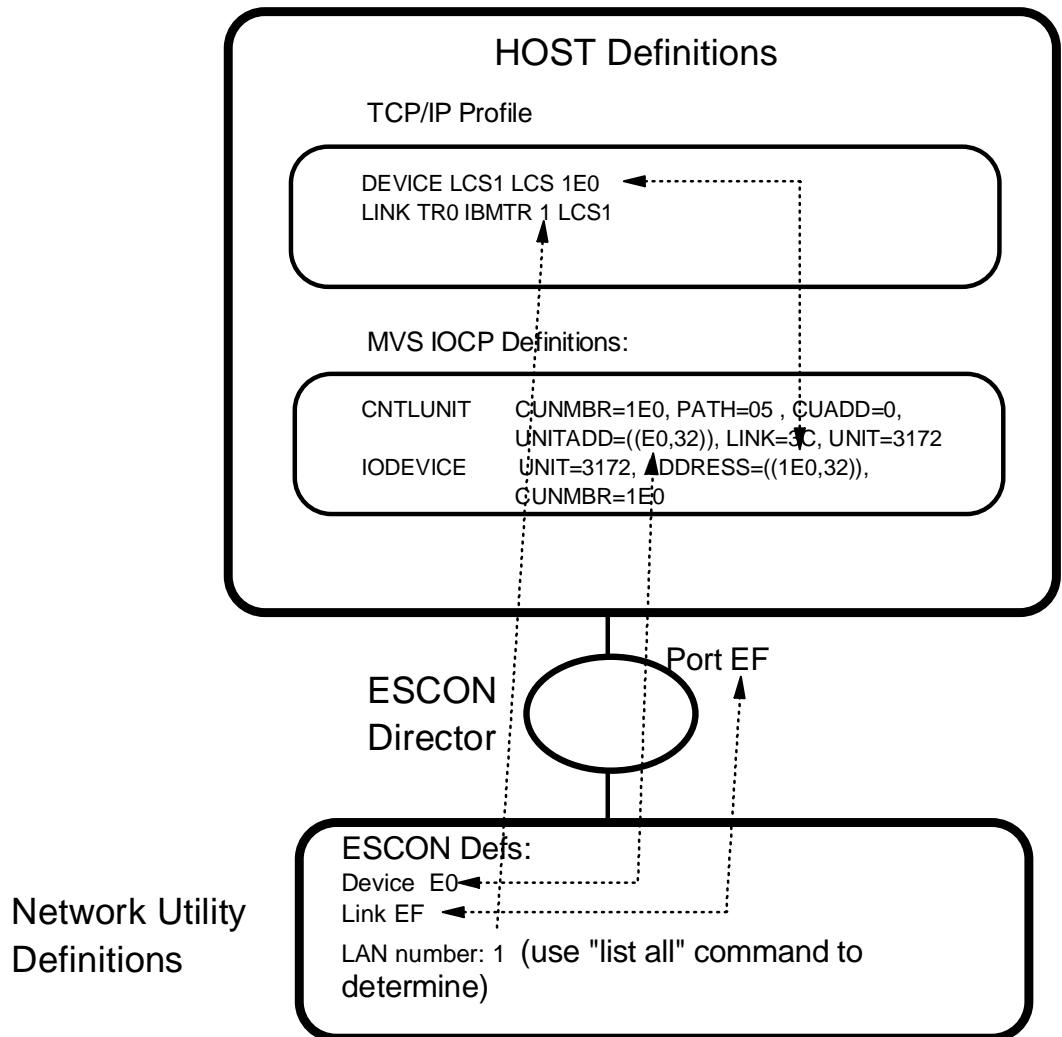 HOST Definitions
TCP/IP Profile
DEVICE LCS1 LCS 1E0
LINK TR0 IBMTR 1 LCS1
MVS IOCP Definitions:
CNTLUNIT CUNMBR=1E0, PATH=05 , CUADD=0,
UNITADD=((E0,32)), LINK=3C, UNIT=3172
IODEVICE UNIT=3172, ADDRESS=((1E0,32)),
CUNMBR=1E0
Port EF
ESCON
Director
ESCON Defs:
Device E0
Link EF
LAN number: 1 (use "list all" command to
determine)
Network Utility
Definitions